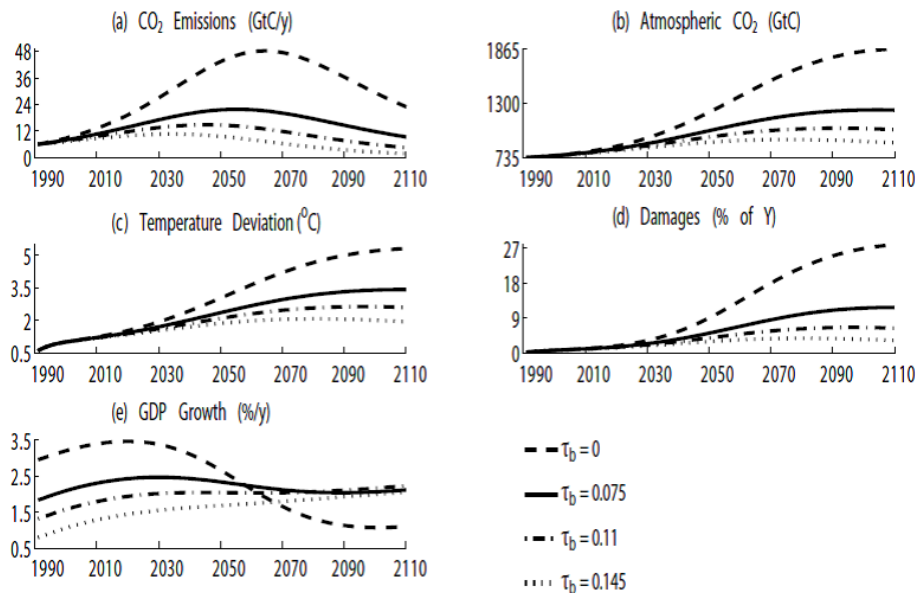 (a) CO₂ Emissions (GtC/y)
48
36
24
12
0
1990 2010 2030 2050 2070 2090 2110
(b) Atmospheric CO₂ (GtC)
1865
1300
735
1990 2010 2030 2050 2070 2090 2110
(c) Temperature Deviation (⁰C)
5
3.5
2
0.5
1990 2010 2030 2050 2070 2090 2110
(d) Damages (% of Y)
27
18
9
0
1990 2010 2030 2050 2070 2090 2110
(e) GDP Growth (%/y)
3.5
2.5
1.5
0.5
1990 2010 2030 2050 2070 2090 2110
τb = 0
τb = 0.075
τb = 0.11
τb = 0.145